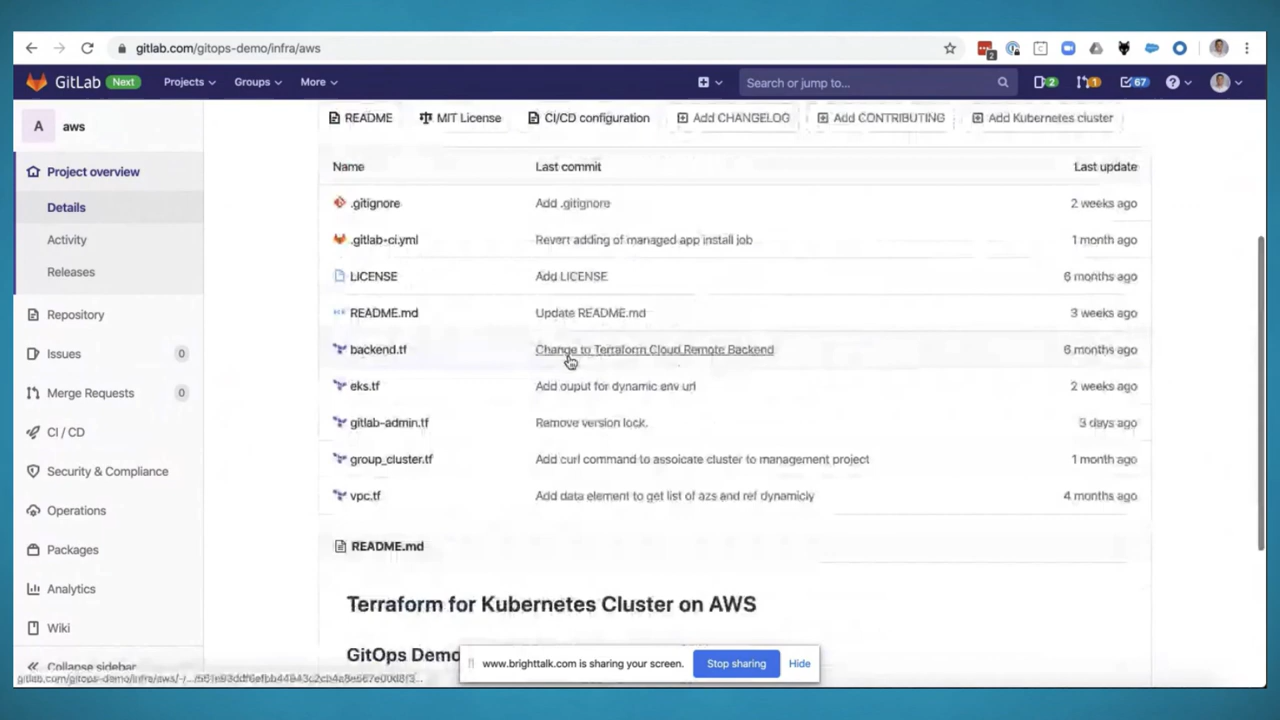 gitlab.com/gitops-demo/infra/aws
2
GitLab Next Projects Groups More Search or jump to... 2 1 67
A aws
README MIT License CI/CD configuration Add CHANGELOG Add CONTRIBUTING Add Kubernetes cluster
Project overview
Details
Activity
Releases
Repository
Issues 0
Merge Requests 0
CI / CD
Security & Compliance
Operations
Packages
Analytics
Wiki
Collapse sidebar
Name Last commit Last update
.gitignore Add .gitignore 2 weeks ago
.gitlab-ci.yml Revert adding of managed app install job 1 month ago
LICENSE Add LICENSE 6 months ago
README.md Update README.md 3 weeks ago
backend.tf Change to Terraform Cloud Remote Backend 6 months ago
eks.tf Add ouput for dynamic env url 2 weeks ago
gitlab-admin.tf Remove version lock. 3 days ago
group_cluster.tf Add curl command to assoicate cluster to management project 1 month ago
vpc.tf Add data element to get list of azs and ref dynamicly 4 months ago
README.md
Terraform for Kubernetes Cluster on AWS
GitOps Demo
www.brighttalk.com is sharing your screen. Stop sharing Hide